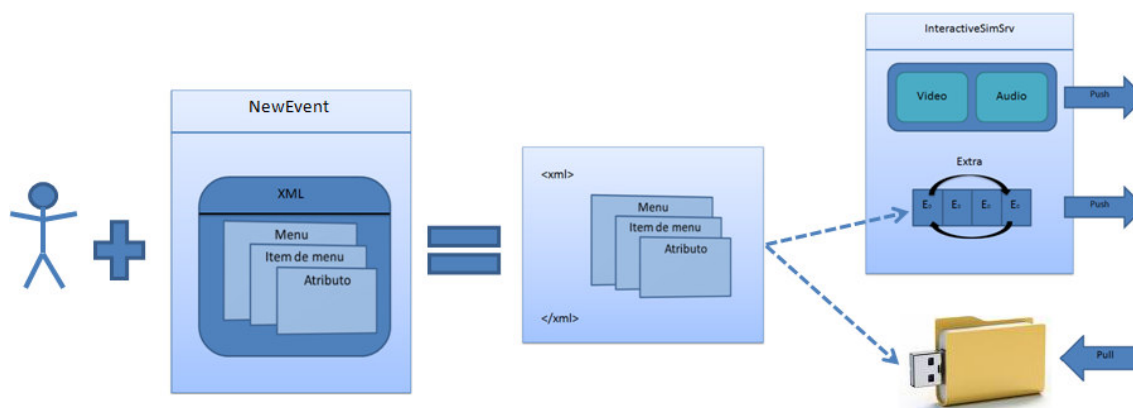 NewEvent
XML
Menu
Item de menu
Atributo
<xml>
Menu
Item de menu
Atributo
</xml>
InteractiveSimSrv
Video
Audio
Push
Extra
Push
Pull